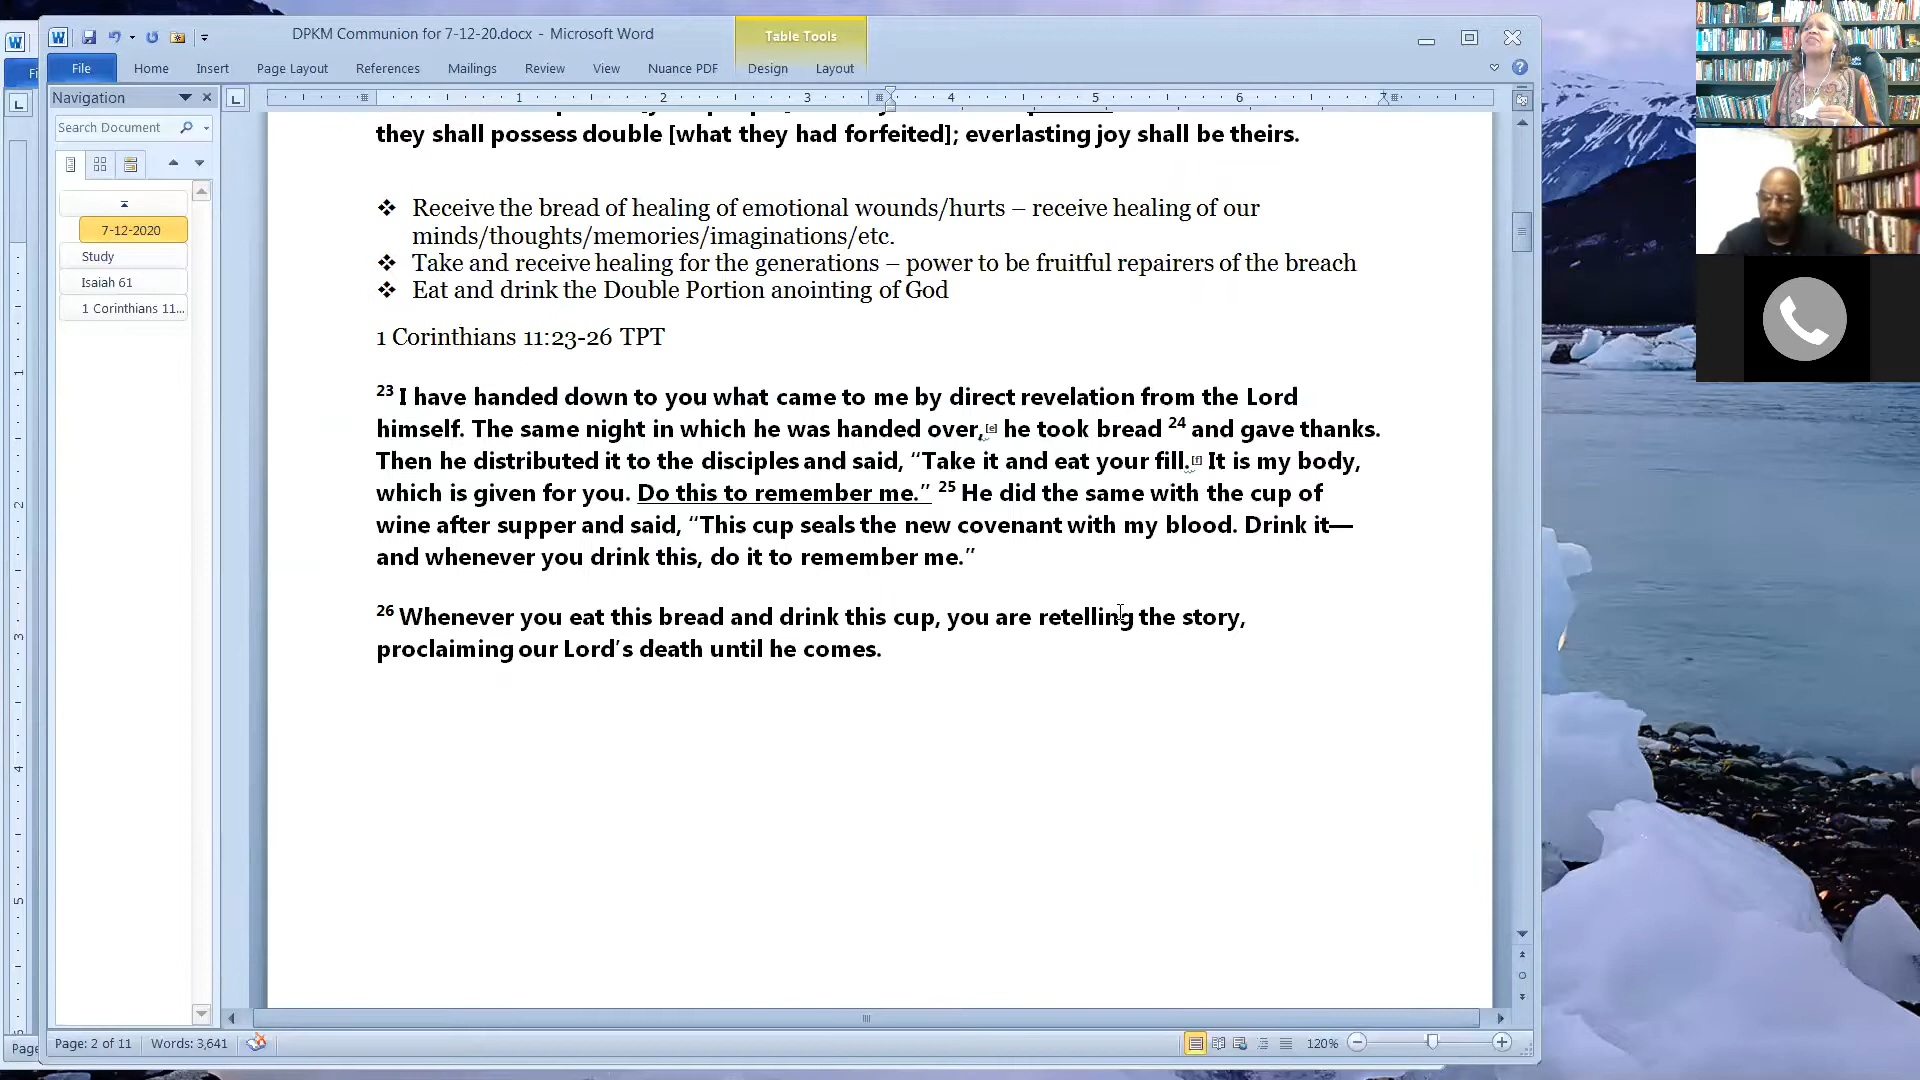 DPKM Communion for 7-12-20.docx - Microsoft Word
Table Tools
File Home Insert Page Layout References Mailings Review View Nuance PDF Design Layout
Navigation
Search Document
7-12-2020
Study
Isaiah 61
1 Corinthians 11...
1 2 3 4 5 6 7
they shall possess double [what they had forfeited]; everlasting joy shall be theirs.
❖ Receive the bread of healing of emotional wounds/hurts – receive healing of our
minds/thoughts/memories/imaginations/etc.
❖ Take and receive healing for the generations – power to be fruitful repairers of the breach
❖ Eat and drink the Double Portion anointing of God
1 Corinthians 11:23-26 TPT
23 I have handed down to you what came to me by direct revelation from the Lord
himself. The same night in which he was handed over,[e] he took bread 24 and gave thanks.
Then he distributed it to the disciples and said, “Take it and eat your fill.[f] It is my body,
which is given for you. Do this to remember me.” 25 He did the same with the cup of
wine after supper and said, “This cup seals the new covenant with my blood. Drink it—
and whenever you drink this, do it to remember me.”
26 Whenever you eat this bread and drink this cup, you are retelling the story,
proclaiming our Lord’s death until he comes.
Page: 2 of 11 Words: 3,641 120%